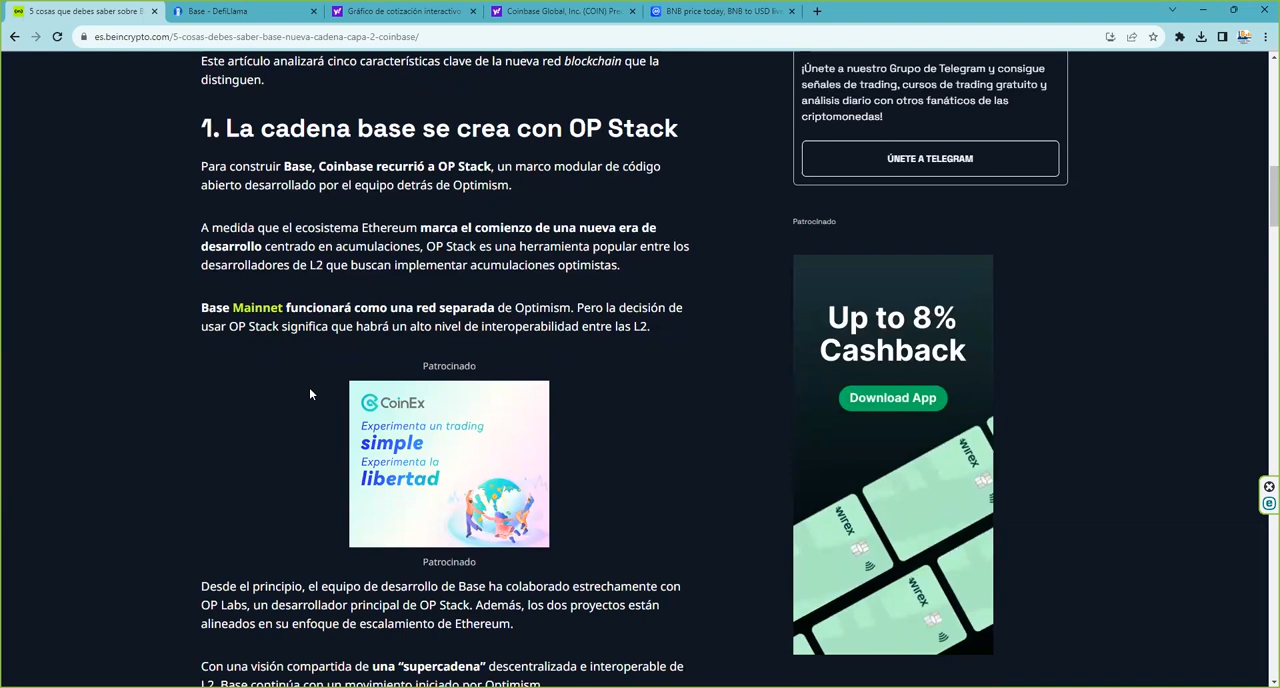 5 cosas que debes saber sobre B
Base - DefiLlama
Gráfico de cotización interactivo
Coinbase Global, Inc. (COIN) Pre
BNB price today, BNB to USD live
es.beincrypto.com/5-cosas-debes-saber-base-nueva-cadena-capa-2-coinbase/
Este artículo analizará cinco características clave de la nueva red blockchain que la
distinguen.
1. La cadena base se crea con OP Stack
Para construir Base, Coinbase recurrió a OP Stack, un marco modular de código
abierto desarrollado por el equipo detrás de Optimism.
A medida que el ecosistema Ethereum marca el comienzo de una nueva era de
desarrollo centrado en acumulaciones, OP Stack es una herramienta popular entre los
desarrolladores de L2 que buscan implementar acumulaciones optimistas.
Base Mainnet funcionará como una red separada de Optimism. Pero la decisión de
usar OP Stack significa que habrá un alto nivel de interoperabilidad entre las L2.
Patrocinado
CoinEx
Experimenta un trading
simple
Experimenta la
libertad
Patrocinado
Desde el principio, el equipo de desarrollo de Base ha colaborado estrechamente con
OP Labs, un desarrollador principal de OP Stack. Además, los dos proyectos están
alineados en su enfoque de escalamiento de Ethereum.
Con una visión compartida de una “supercadena” descentralizada e interoperable de
L2, Base continúa con un movimiento iniciado por Optimism.
¡Únete a nuestro Grupo de Telegram y consigue
señales de trading, cursos de trading gratuito y
análisis diario con otros fanáticos de las
criptomonedas!
ÚNETE A TELEGRAM
Patrocinado
Up to 8%
Cashback
Download App
wirex
wirex
wirex